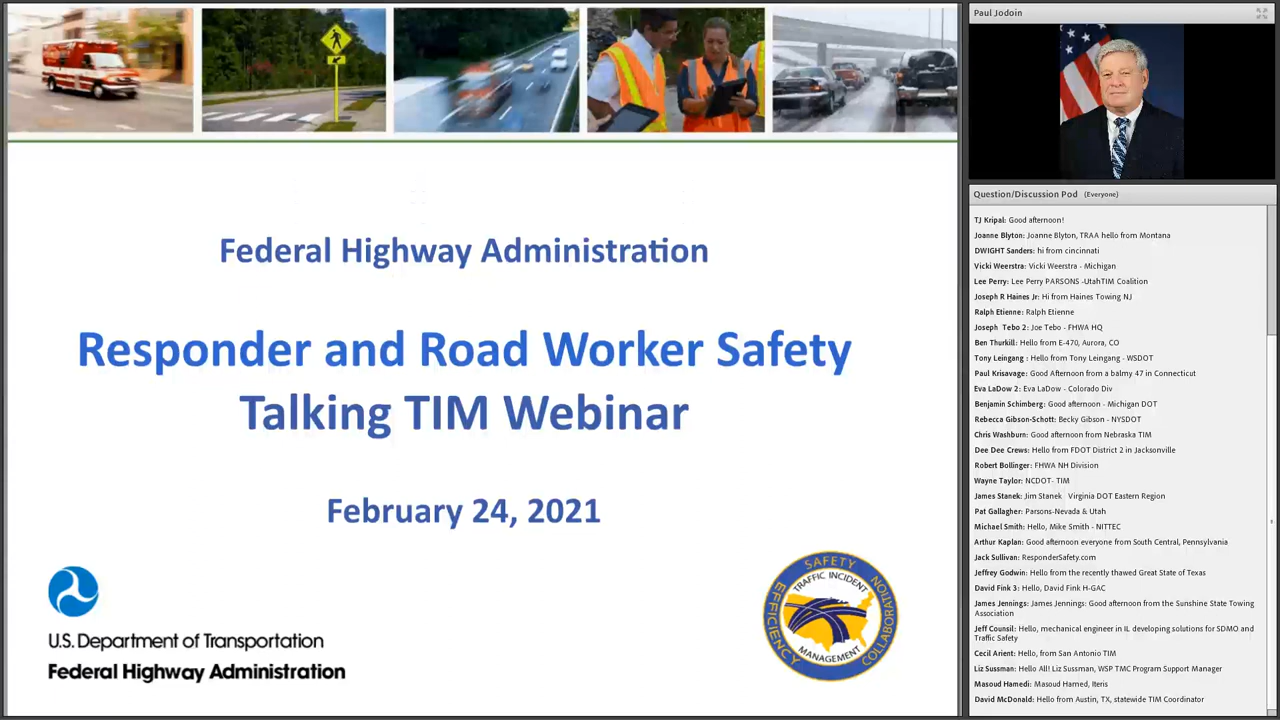 Federal Highway Administration
Responder and Road Worker Safety
Talking TIM Webinar
February 24, 2021
U.S. Department of Transportation
Federal Highway Administration
SAFETY
TRAFFIC INCIDENT
MANAGEMENT
EFFICIENCY
COLLABORATION
Paul Jodoin
Question/Discussion Pod (Everyone)
TJ Kripal: Good afternoon!
Joanne Blyton: Joanne Blyton, TRAA hello from Montana
DWIGHT Sanders: hi from cincinnati
Vicki Weerstra: Vicki Weerstra - Michigan
Lee Perry: Lee Perry PARSONS -UtahTIM Coalition
Joseph R Haines Jr: Hi from Haines Towing NJ
Ralph Etienne: Ralph Etienne
Joseph Tebo 2: Joe Tebo - FHWA HQ
Ben Thurkill: Hello from E-470, Aurora, CO
Tony Leingang : Hello from Tony Leingang - WSDOT
Paul Krisavage: Good Afternoon from a balmy 47 in Connecticut
Eva LaDow 2: Eva LaDow - Colorado Div
Benjamin Schimberg: Good afternoon - Michigan DOT
Rebecca Gibson-Schott: Becky Gibson - NYSDOT
Chris Washburn: Good afternoon from Nebraska TIM
Dee Dee Crews: Hello from FDOT District 2 in Jacksonville
Robert Bollinger: FHWA NH Division
Wayne Taylor: NCDOT- TIM
James Stanek: Jim Stanek Virginia DOT Eastern Region
Pat Gallagher: Parsons-Nevada & Utah
Michael Smith: Hello, Mike Smith - NITTEC
Arthur Kaplan: Good afternoon everyone from South Central, Pennsylvania
Jack Sullivan: ResponderSafety.com
Jeffrey Godwin: Hello from the recently thawed Great State of Texas
David Fink 3: Hello, David Fink H-GAC
James Jennings: James Jennings: Good afternoon from the Sunshine State Towing
Association
Jeff Counsil: Hello, mechanical engineer in IL developing solutions for SDMO and
Traffic Safety
Cecil Arient: Hello, from San Antonio TIM
Liz Sussman: Hello All! Liz Sussman, WSP TMC Program Support Manager
Masoud Hamedi: Masoud Hamed, Iteris
David McDonald: Hello from Austin, TX, statewide TIM Coordinator